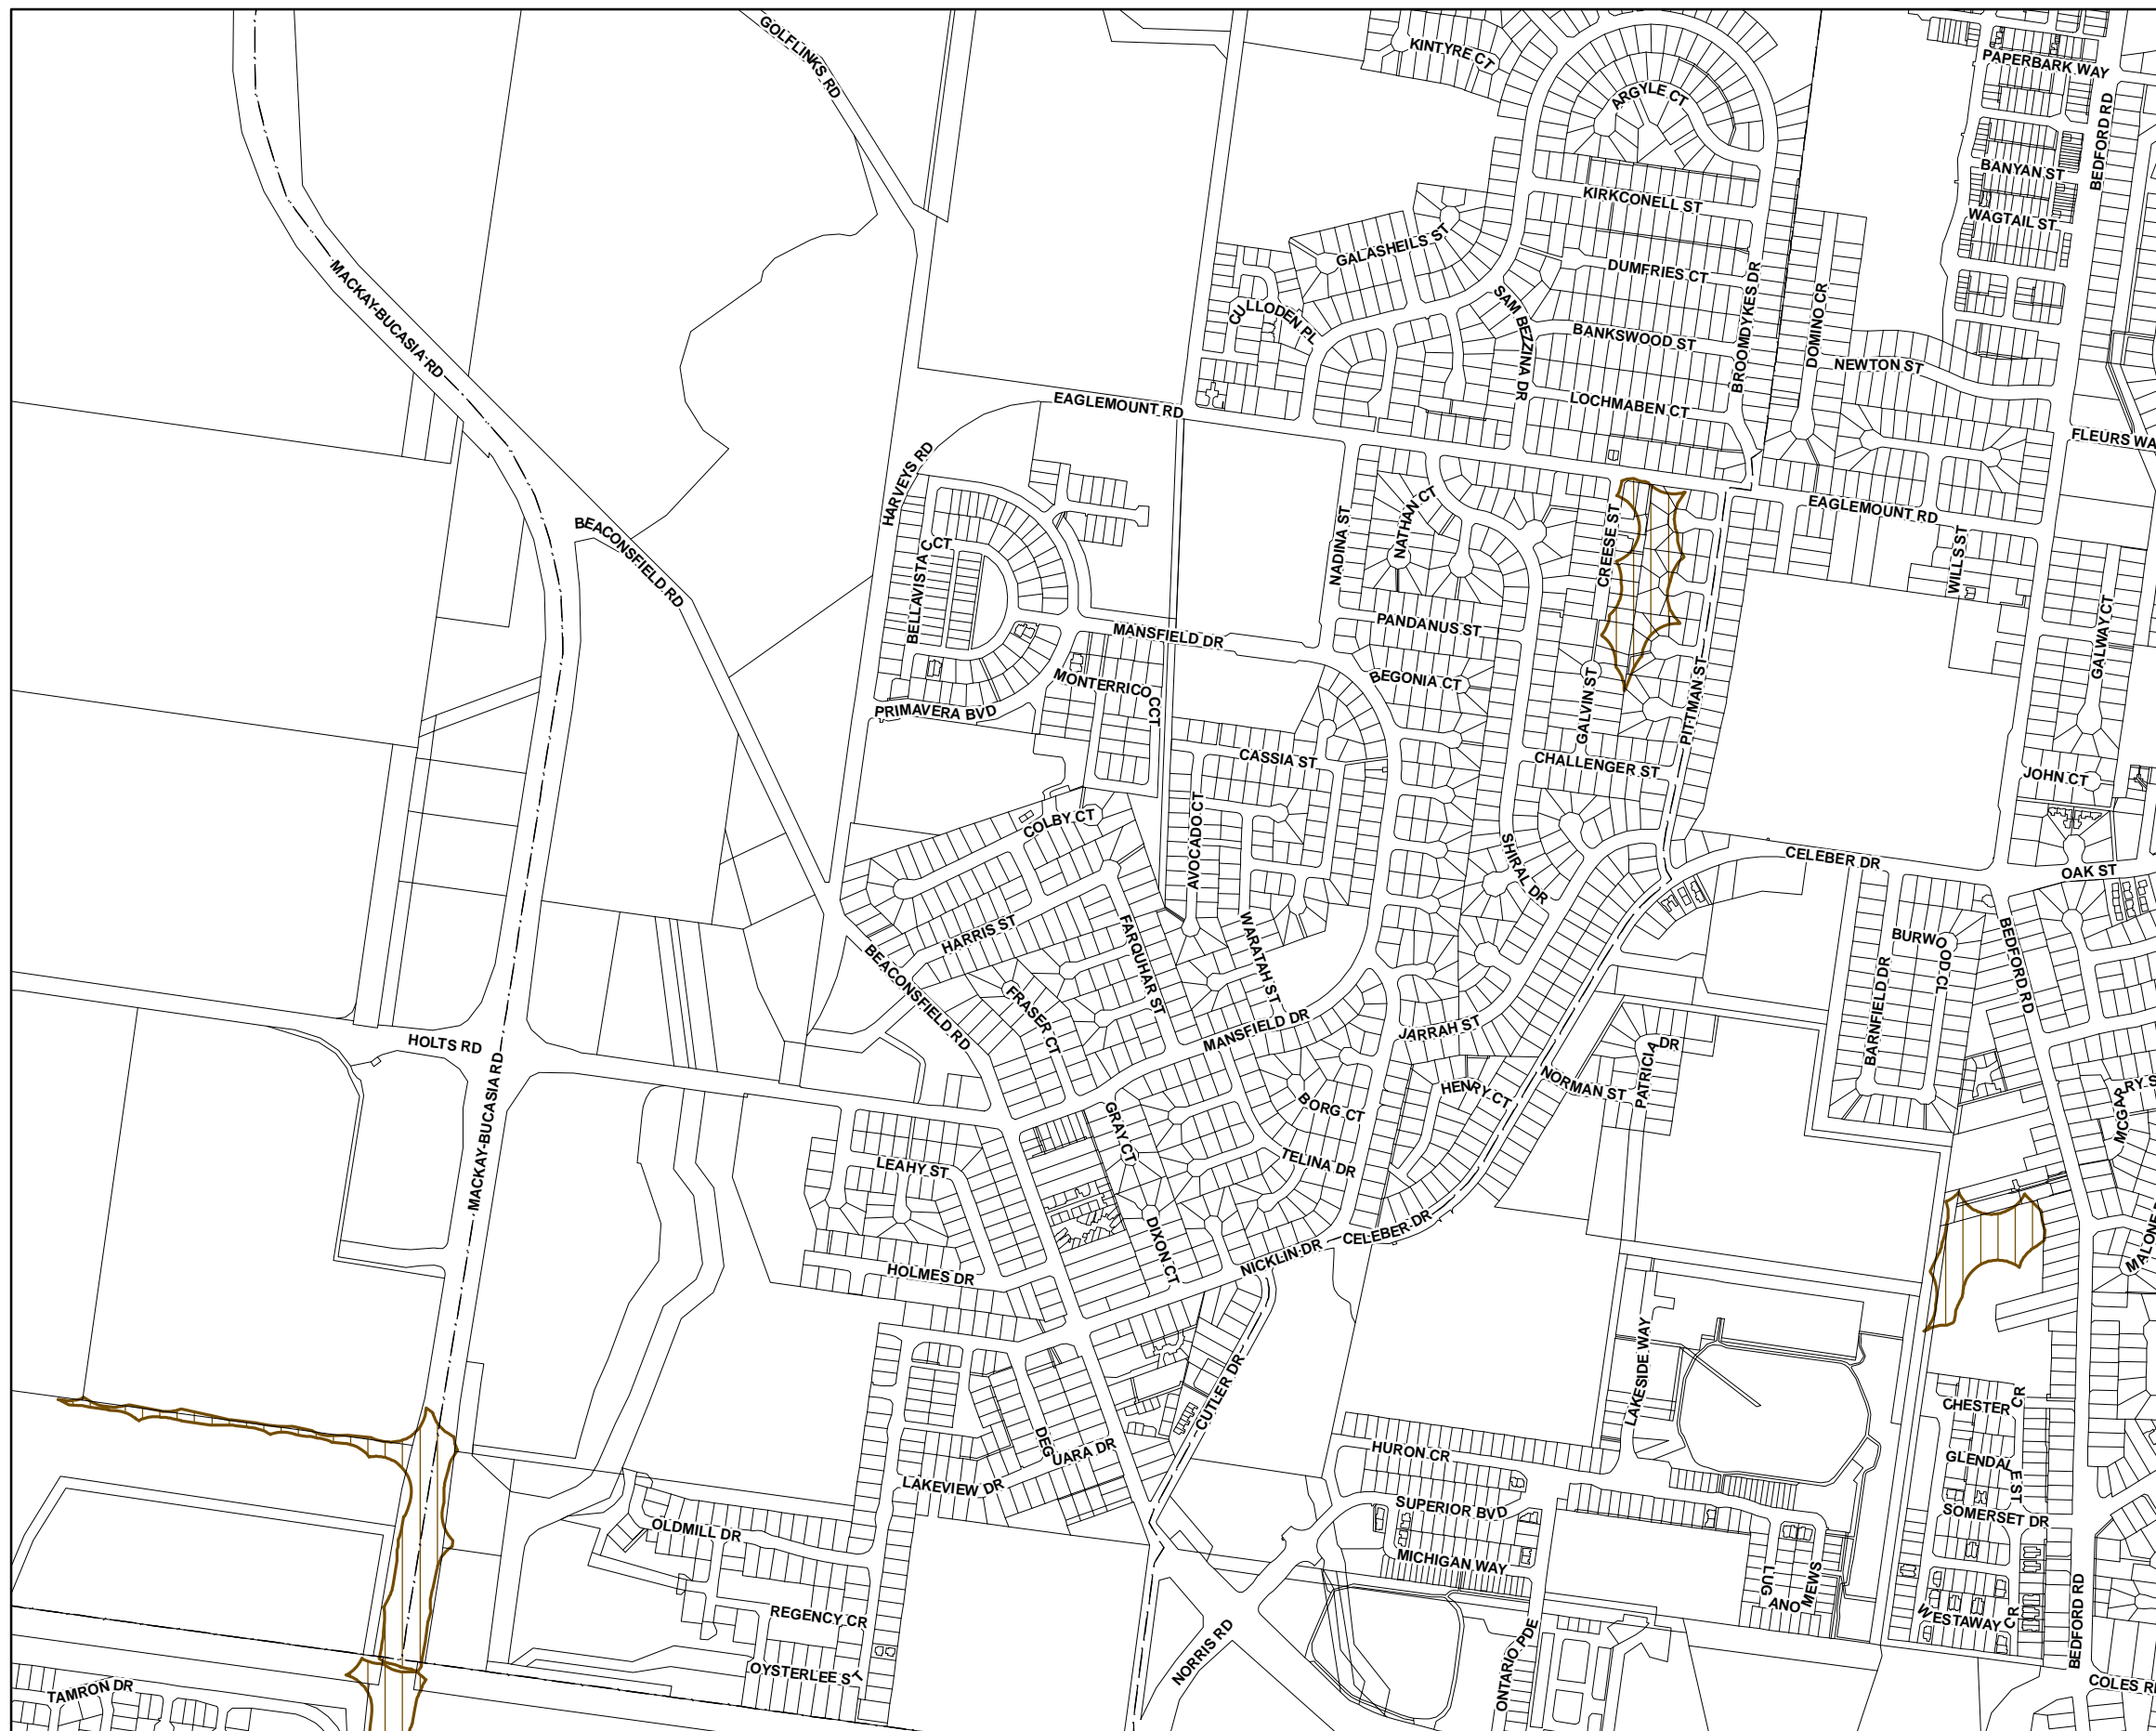 GOLFLINKS RD
KINTYRE CT
PAPERBARK WAY
ARGYLE CT
BEDFORD RD
BANYAN ST
KIRKCONELL ST
WAGTAIL ST
GALASHEILS ST
DUMFRIES CT
MACKAY-BUCASIA RD
CULLODEN PL
SAM BEZZINA DR
BROOMDYKES DR
DOMINO CR
BANKSWOOD ST
NEWTON ST
EAGLEMOUNT RD
LOCHMABEN CT
FLEURS WA
HARVEYS RD
NATHAN CT
EAGLEMOUNT RD
NADINA ST
CREESE ST
WILLS ST
BEACONSFIELD RD
BELLAVISTA CCT
MANSFIELD DR
PANDANUS ST
GALWAY CT
MONTERRICO CCT
BEGONIA CT
GALVIN ST
PITTMAN ST
PRIMAVERA BVD
CASSIA ST
CHALLENGER ST
JOHN CT
COLBY CT
AVOCADO CT
SHIRAL DR
CELEBER DR
OAK ST
HARRIS ST
FARQUHAR ST
WARATAH ST
BURWOOD CL
BEDFORD RD
BEACONSFIELD RD
FRASER CT
BARNFIELD DR
MANSFIELD DR
JARRAH ST
HOLTS RD
PATRICIA DR
MACKAY-BUCASIA RD
GRAY CT
BORG CT
HENRY CT
NORMAN ST
MCGARRY S
LEAHY ST
TELINA DR
DIXON CT
CELEBER DR
NICKLIN DR
MALONE
HOLMES DR
CUTLER DR
LAKESIDE WAY
CHESTER CR
DEGUARA DR
HURON CR
GLENDALE ST
LAKEVIEW DR
SUPERIOR BVD
SOMERSET DR
OLDMILL DR
MICHIGAN WAY
LUGANO MEWS
REGENCY CR
WESTAWAY CR
BEDFORD RD
NORRIS RD
ONTARIO PDE
OYSTERLEE ST
TAMRON DR
COLES R